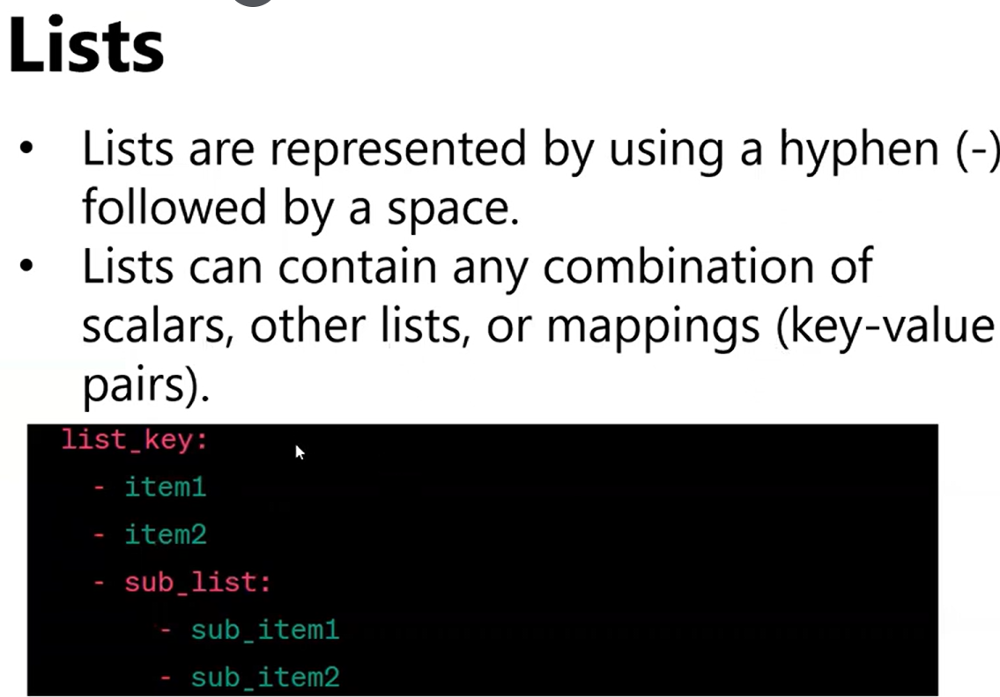 Lists
• Lists are represented by using a hyphen (-)
followed by a space.
• Lists can contain any combination of
scalars, other lists, or mappings (key-value
pairs).
list_key:
  - item1
  - item2
  - sub_list:
      - sub_item1
      - sub_item2